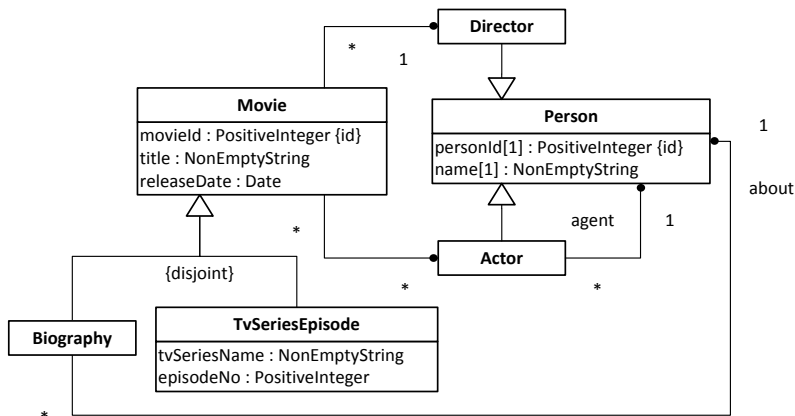 Director
*
1
Movie
movieId : PositiveInteger {id}
title : NonEmptyString
releaseDate : Date
Person
personId[1] : PositiveInteger {id}
name[1] : NonEmptyString
1
about
agent
1
*
{disjoint}
Actor
*
*
Biography
TvSeriesEpisode
tvSeriesName : NonEmptyString
episodeNo : PositiveInteger
*